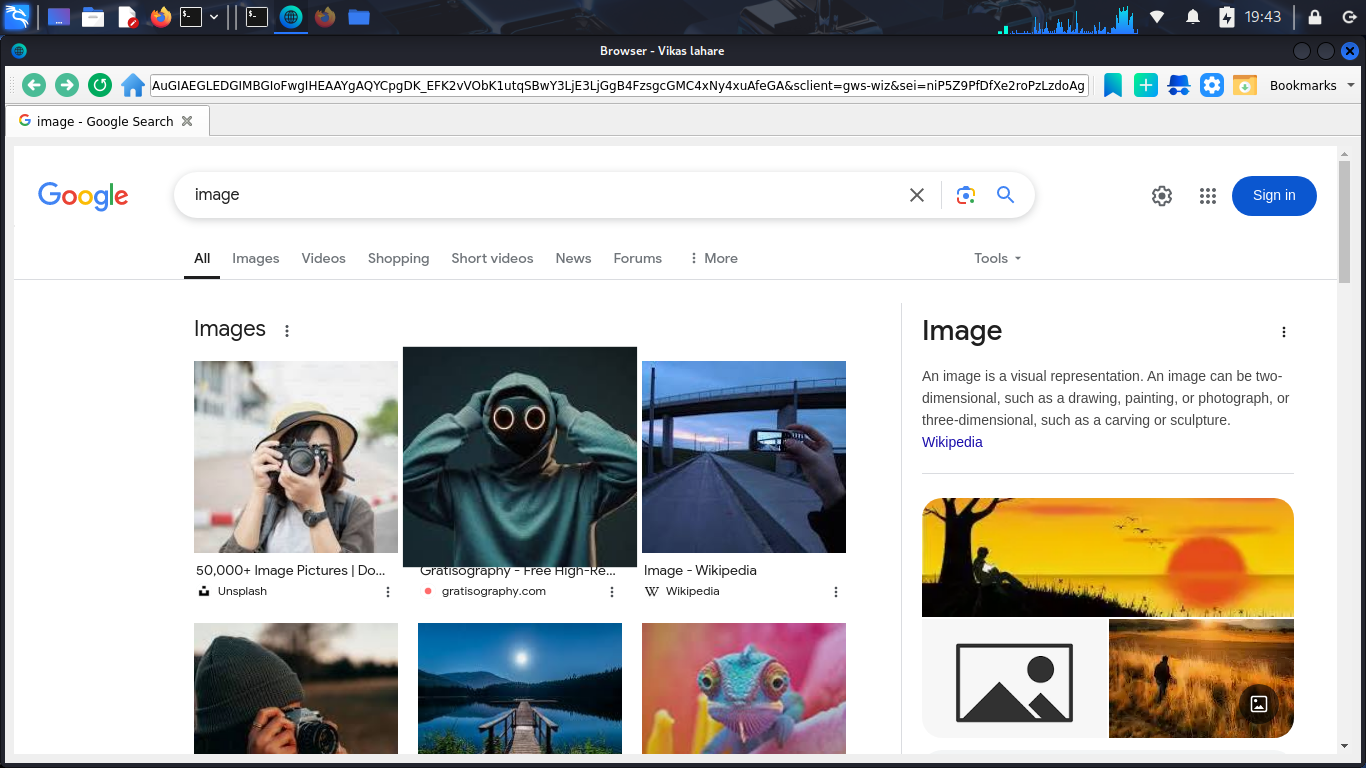 19:43
Browser - Vikas lahare
AuGIAEGLEDGIMBGIoFwgIHEAAYgAQYCpgDK_EFK2vVObK1utqSBwY3LjE3LjGgB4FzsgcGMC4xNy4xuAfeGA&sclient=gws-wiz&sei=niP5Z9PfDfXe2roPzLzdoAg
Bookmarks
image - Google Search
Google
image
Sign in
All Images Videos Shopping Short videos News Forums More Tools
Images
50,000+ Image Pictures | Do...
Unsplash
Gratisography - Free High-Re...
gratisography.com
Image - Wikipedia
Wikipedia
Image
An image is a visual representation. An image can be two-
dimensional, such as a drawing, painting, or photograph, or
three-dimensional, such as a carving or sculpture.
Wikipedia